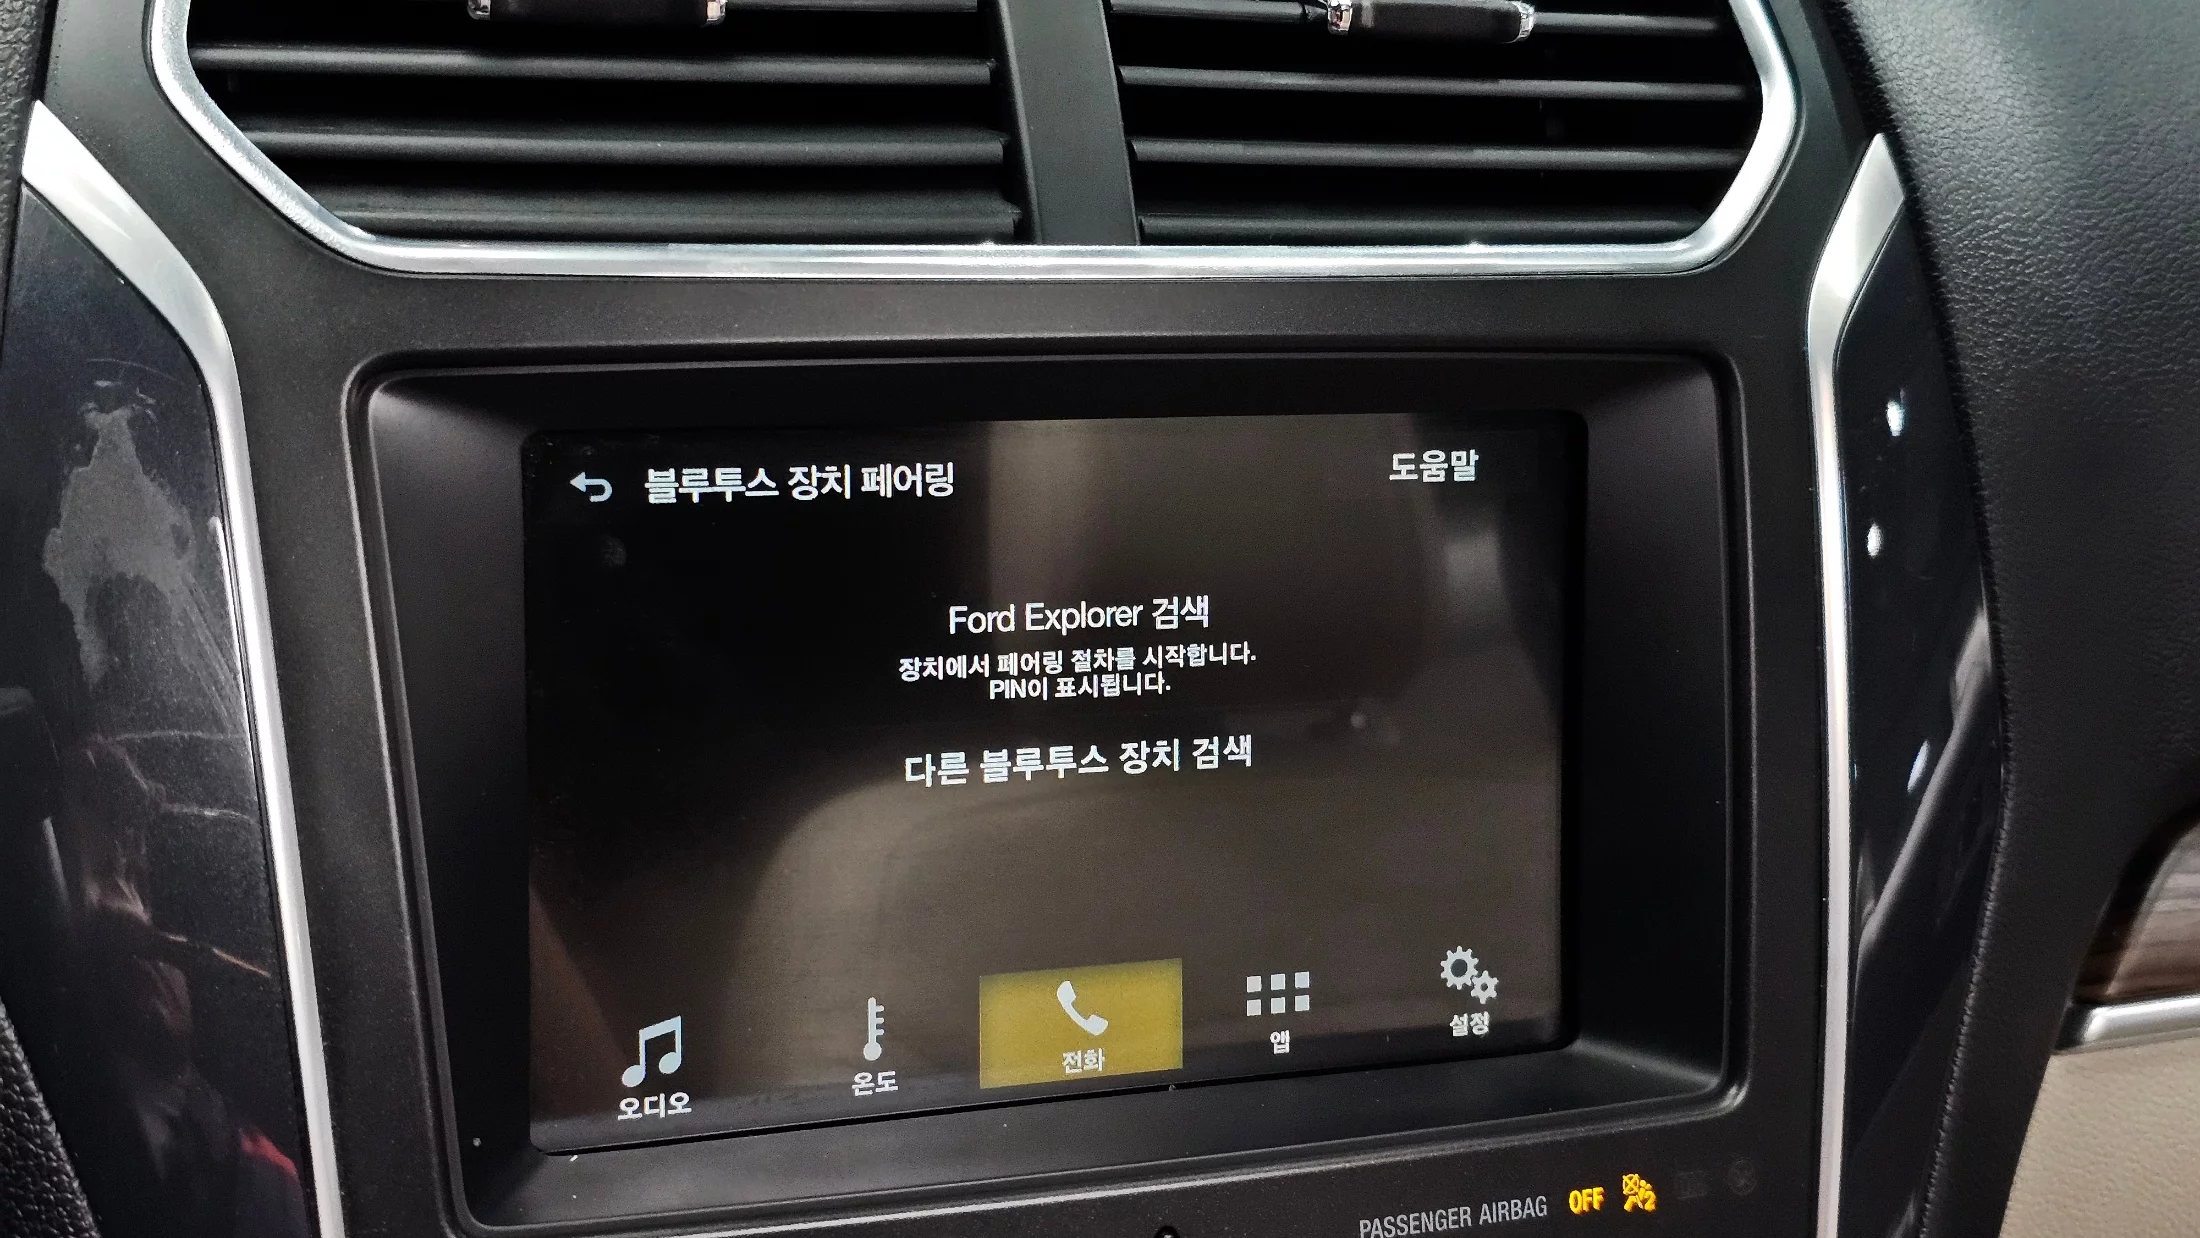 블루투스 장치 페어링
도움말
Ford Explorer 검색
장치에서 페어링 절차를 시작합니다.
PIN이 표시됩니다.
다른 블루투스 장치 검색
오디오
온도
전화
앱
설정
PASSENGER AIRBAG OFF 2